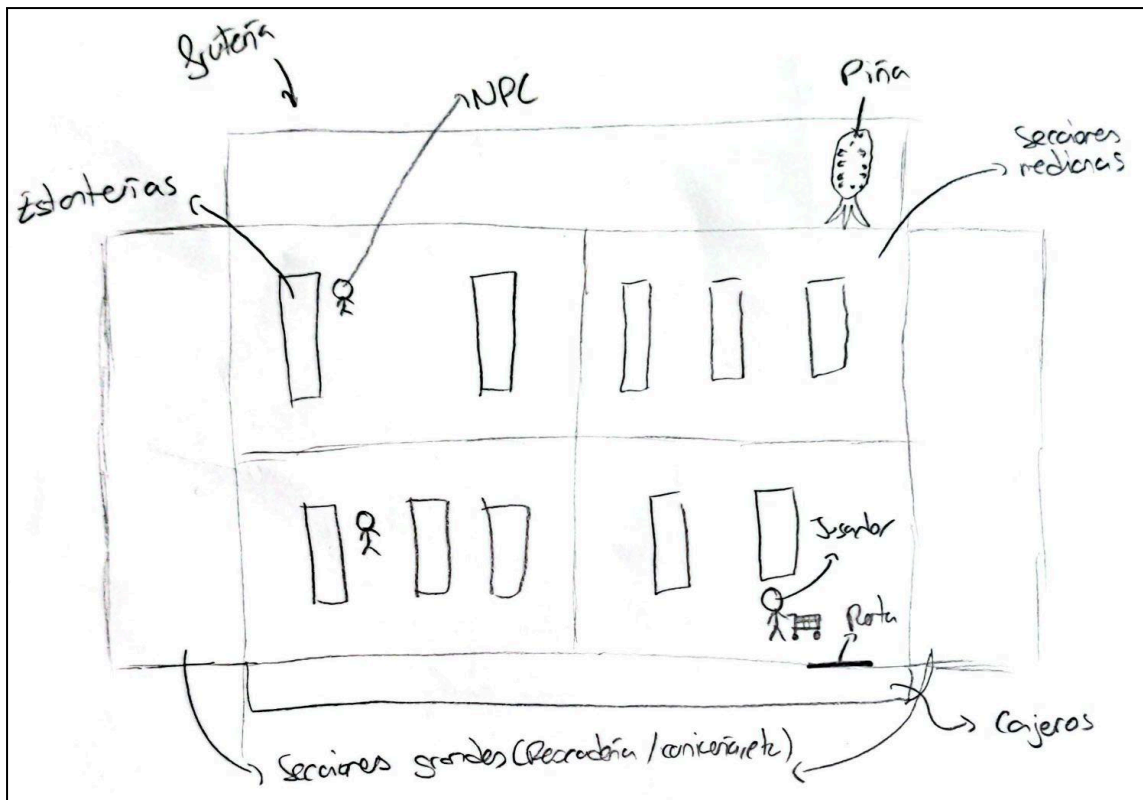 frutería
NPC
Piña
Secciones
medianas
Estanterías
Jugador
Puerta
Cajeros
Secciones grandes (Pescadería / carnicería, etc)